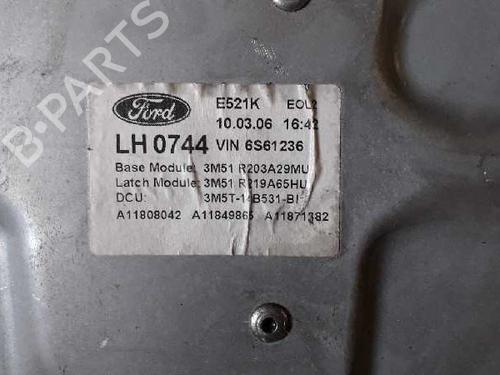 B-PARTS
Ford
E521K EOL2
10.03.06 16:42
LH 0744 VIN 6S61236
Base Module: 3M51 R203A29MU
Latch Module: 3M51 R219A65HU
DCU: 3M5T-14B531-BI
A11808042 A11849865 A11871382